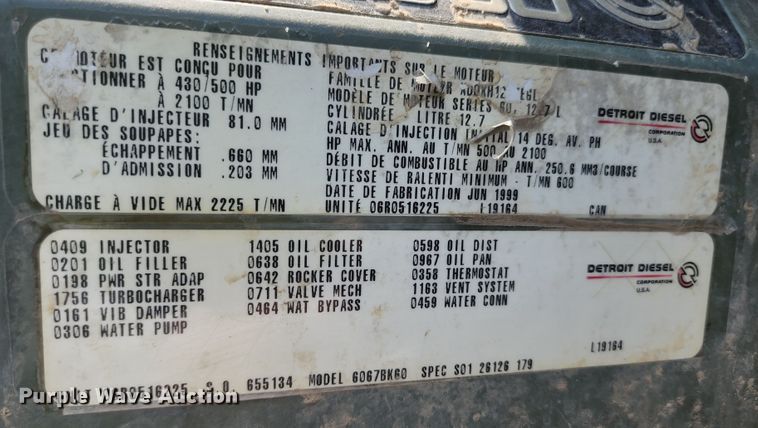 RENSEIGNEMENTS IMPORTANTS SUR LE MOTEUR
MOTEUR EST CONÇU POUR
À 430/500 HP
À 2100 T/MN
CALAGE D'INJECTEUR 81.0 MM
JEU DES SOUPAPES:
ÉCHAPPEMENT .660 MM
D'ADMISSION .203 MM
CHARGE À VIDE MAX 2225 T/MN
FAMILLE DE MOTEUR
MODÈLE DE MOTEUR SERIES 60, 12.7 L
CYLINDRÉE - LITRE 12.7
CALAGE D'INJECTION INITIAL 14 DEG. AV. PH
HP MAX. ANN. AU T/MN 500 AU 2100
DÉBIT DE COMBUSTIBLE AU HP ANN. 250.6 MM3/COURSE
VITESSE DE RALENTI MINIMUM - T/MN 600
DATE DE FABRICATION JUN 1999
UNITÉ 06R0516225 L19164 CAN
DETROIT DIESEL
CORPORATION
U.S.A.
0409 INJECTOR 1405 OIL COOLER 0598 OIL DIST
0201 OIL FILLER 0638 OIL FILTER 0967 OIL PAN
0198 PWR STR ADAP 0642 ROCKER COVER 0358 THERMOSTAT
1756 TURBOCHARGER 0711 VALVE MECH 1163 VENT SYSTEM
0161 VIB DAMPER 0464 WAT BYPASS 0459 WATER CONN
0306 WATER PUMP
DETROIT DIESEL
CORPORATION
U.S.A.
L19164
S.O. 655134 MODEL 6067BK60 SPEC S01 26126 179
Purple Wave Auction